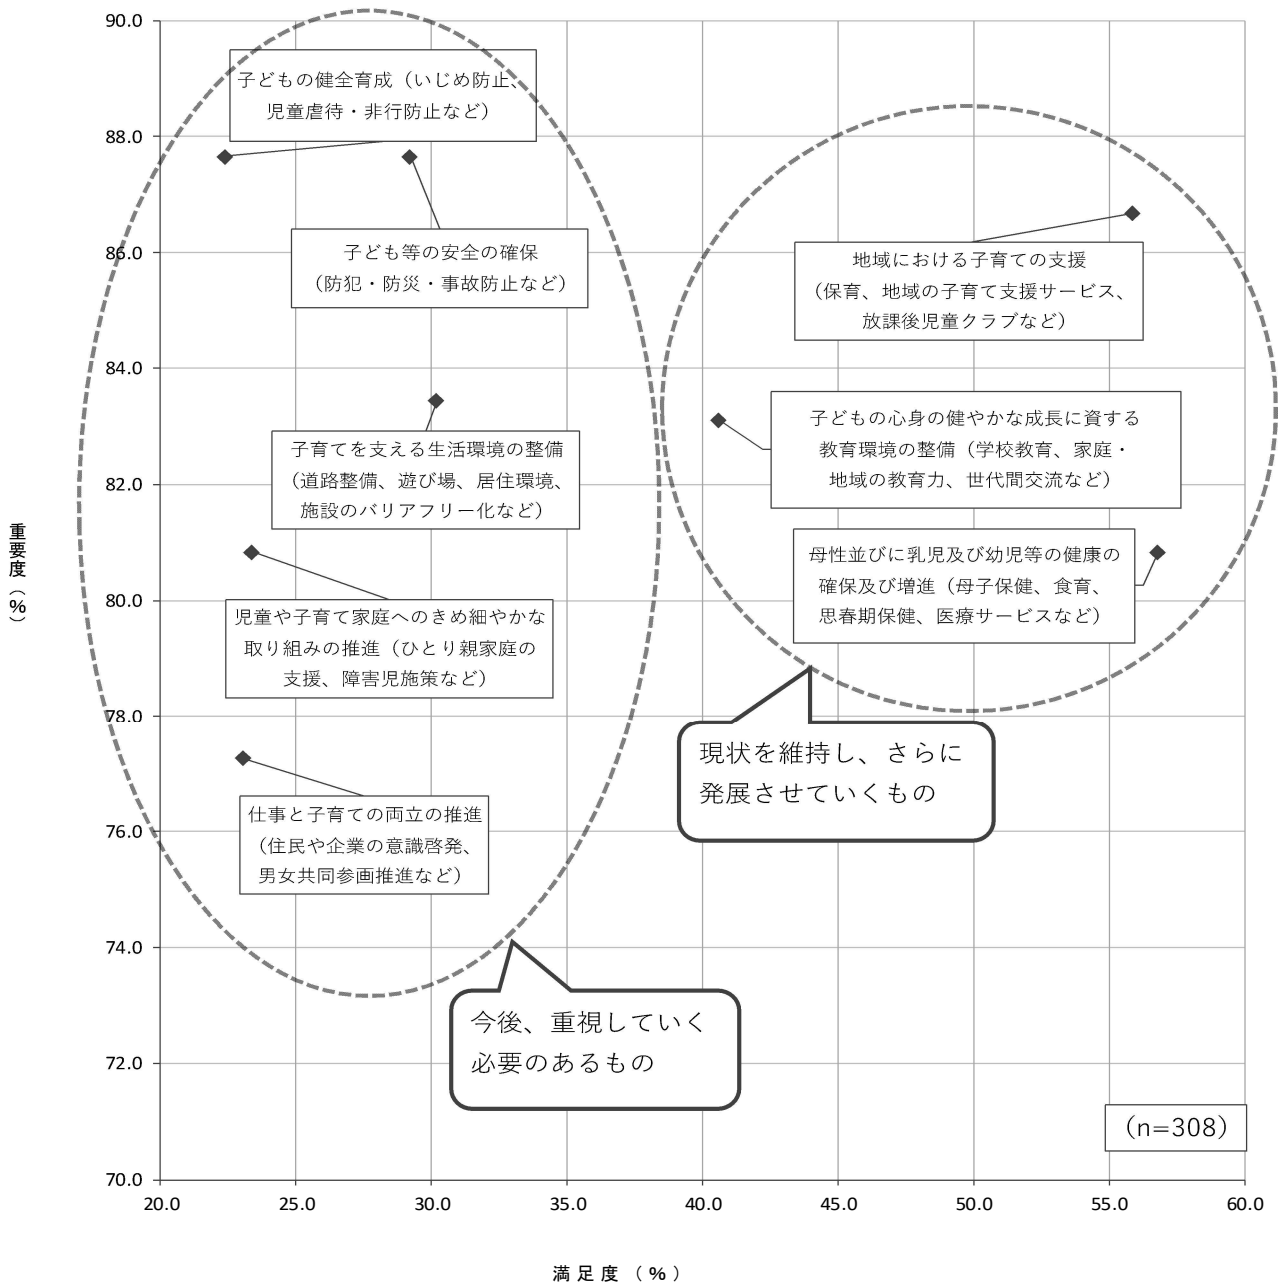 90.0
88.0
86.0
84.0
82.0
80.0
78.0
76.0
74.0
72.0
70.0
重要度（%）
子どもの健全育成（いじめ防止、
児童虐待・非行防止など）
子ども等の安全の確保
（防犯・防災・事故防止など）
子育てを支える生活環境の整備
（道路整備、遊び場、居住環境、
施設のバリアフリー化など）
児童や子育て家庭へのきめ細やかな
取り組みの推進（ひとり親家庭の
支援、障害児施策など）
仕事と子育ての両立の推進
（住民や企業の意識啓発、
男女共同参画推進など）
今後、重視していく
必要のあるもの
地域における子育ての支援
（保育、地域の子育て支援サービス、
放課後児童クラブなど）
子どもの心身の健やかな成長に資する
教育環境の整備（学校教育、家庭・
地域の教育力、世代間交流など）
母性並びに乳児及び幼児等の健康の
確保及び増進（母子保健、食育、
思春期保健、医療サービスなど）
現状を維持し、さらに
発展させていくもの
（n=308）
20.0 25.0 30.0 35.0 40.0 45.0 50.0 55.0 60.0
満足度（%）